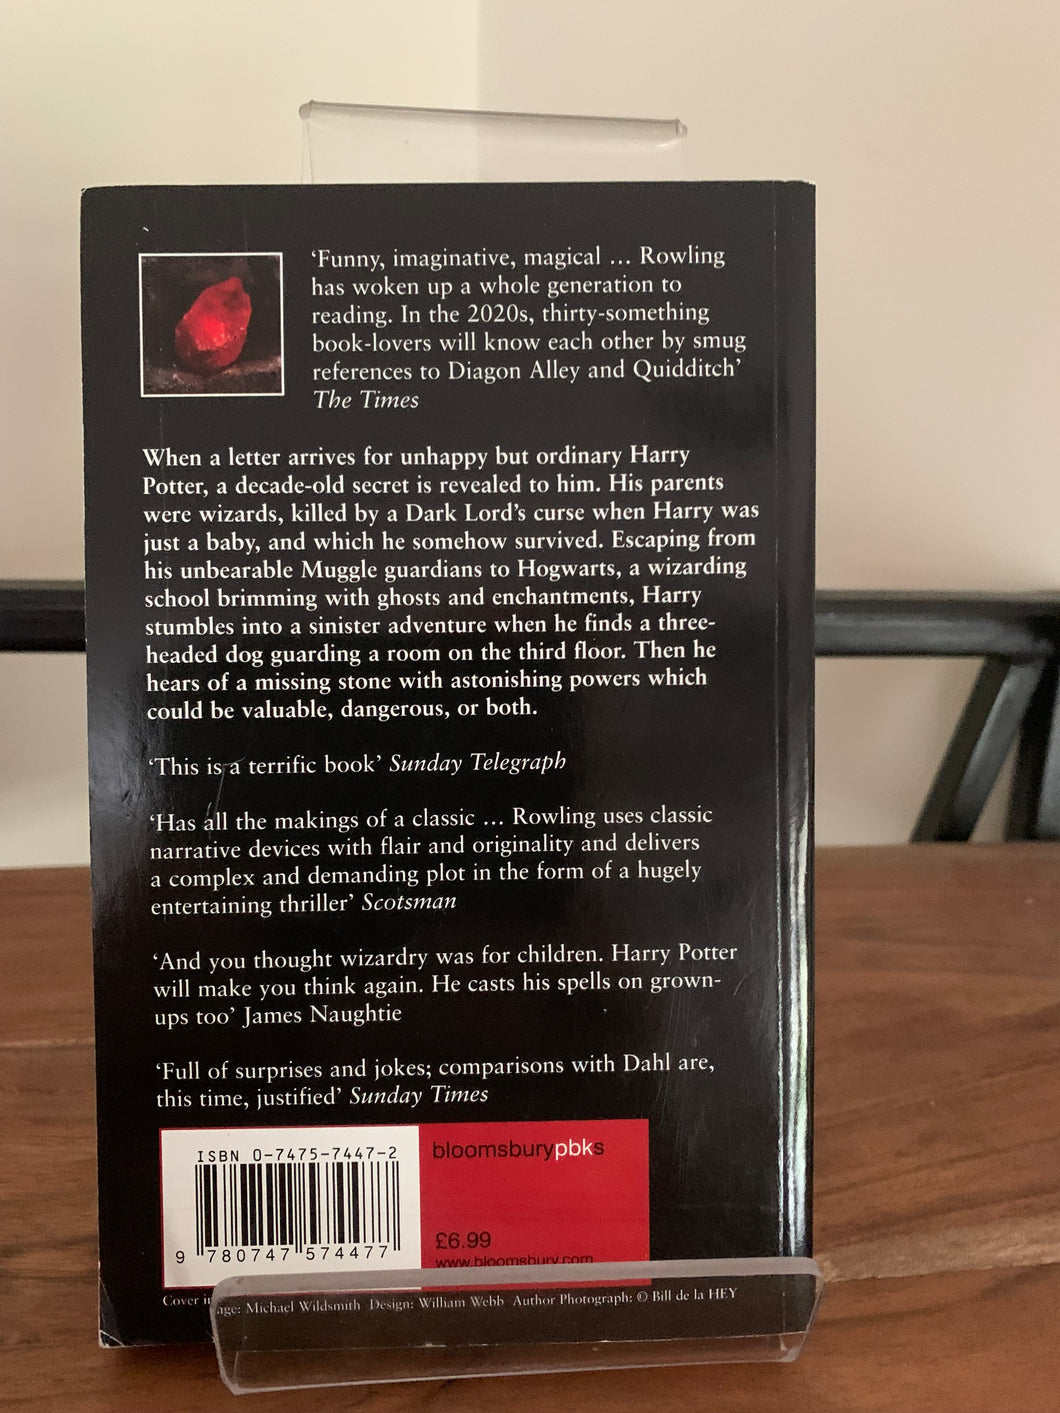 ‘Funny, imaginative, magical … Rowling
has woken up a whole generation to
reading. In the 2020s, thirty-something
book-lovers will know each other by smug
references to Diagon Alley and Quidditch’
The Times
When a letter arrives for unhappy but ordinary Harry
Potter, a decade-old secret is revealed to him. His parents
were wizards, killed by a Dark Lord’s curse when Harry was
just a baby, and which he somehow survived. Escaping from
his unbearable Muggle guardians to Hogwarts, a wizarding
school brimming with ghosts and enchantments, Harry
stumbles into a sinister adventure when he finds a three-
headed dog guarding a room on the third floor. Then he
hears of a missing stone with astonishing powers which
could be valuable, dangerous, or both.
‘This is a terrific book’ Sunday Telegraph
‘Has all the makings of a classic … Rowling uses classic
narrative devices with flair and originality and delivers
a complex and demanding plot in the form of a hugely
entertaining thriller’ Scotsman
‘And you thought wizardry was for children. Harry Potter
will make you think again. He casts his spells on grown-
ups too’ James Naughtie
‘Full of surprises and jokes; comparisons with Dahl are,
this time, justified’ Sunday Times
ISBN 0-7475-7447-2
bloomsburypbks
9 780747 574477
£6.99
www.bloomsbury.com
Cover image: Michael Wildsmith Design: William Webb Author Photograph: © Bill de la HEY